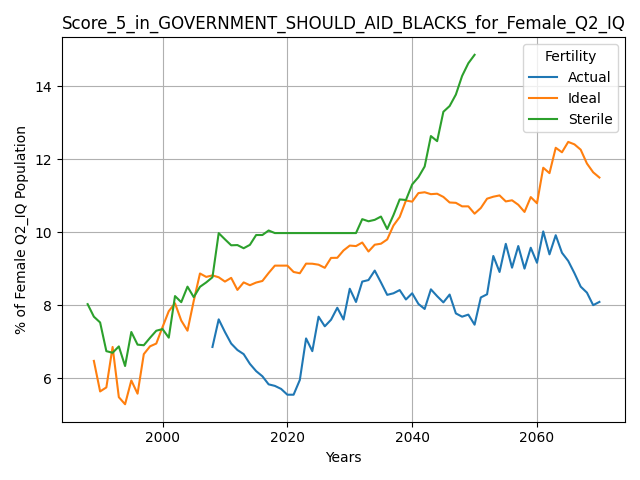 Score_5_in_GOVERNMENT_SHOULD_AID_BLACKS_for_Female_Q2_IQ
Fertility
Actual
Ideal
Sterile
% of Female Q2_IQ Population
14
12
10
8
6
2000 2020 2040 2060
Years